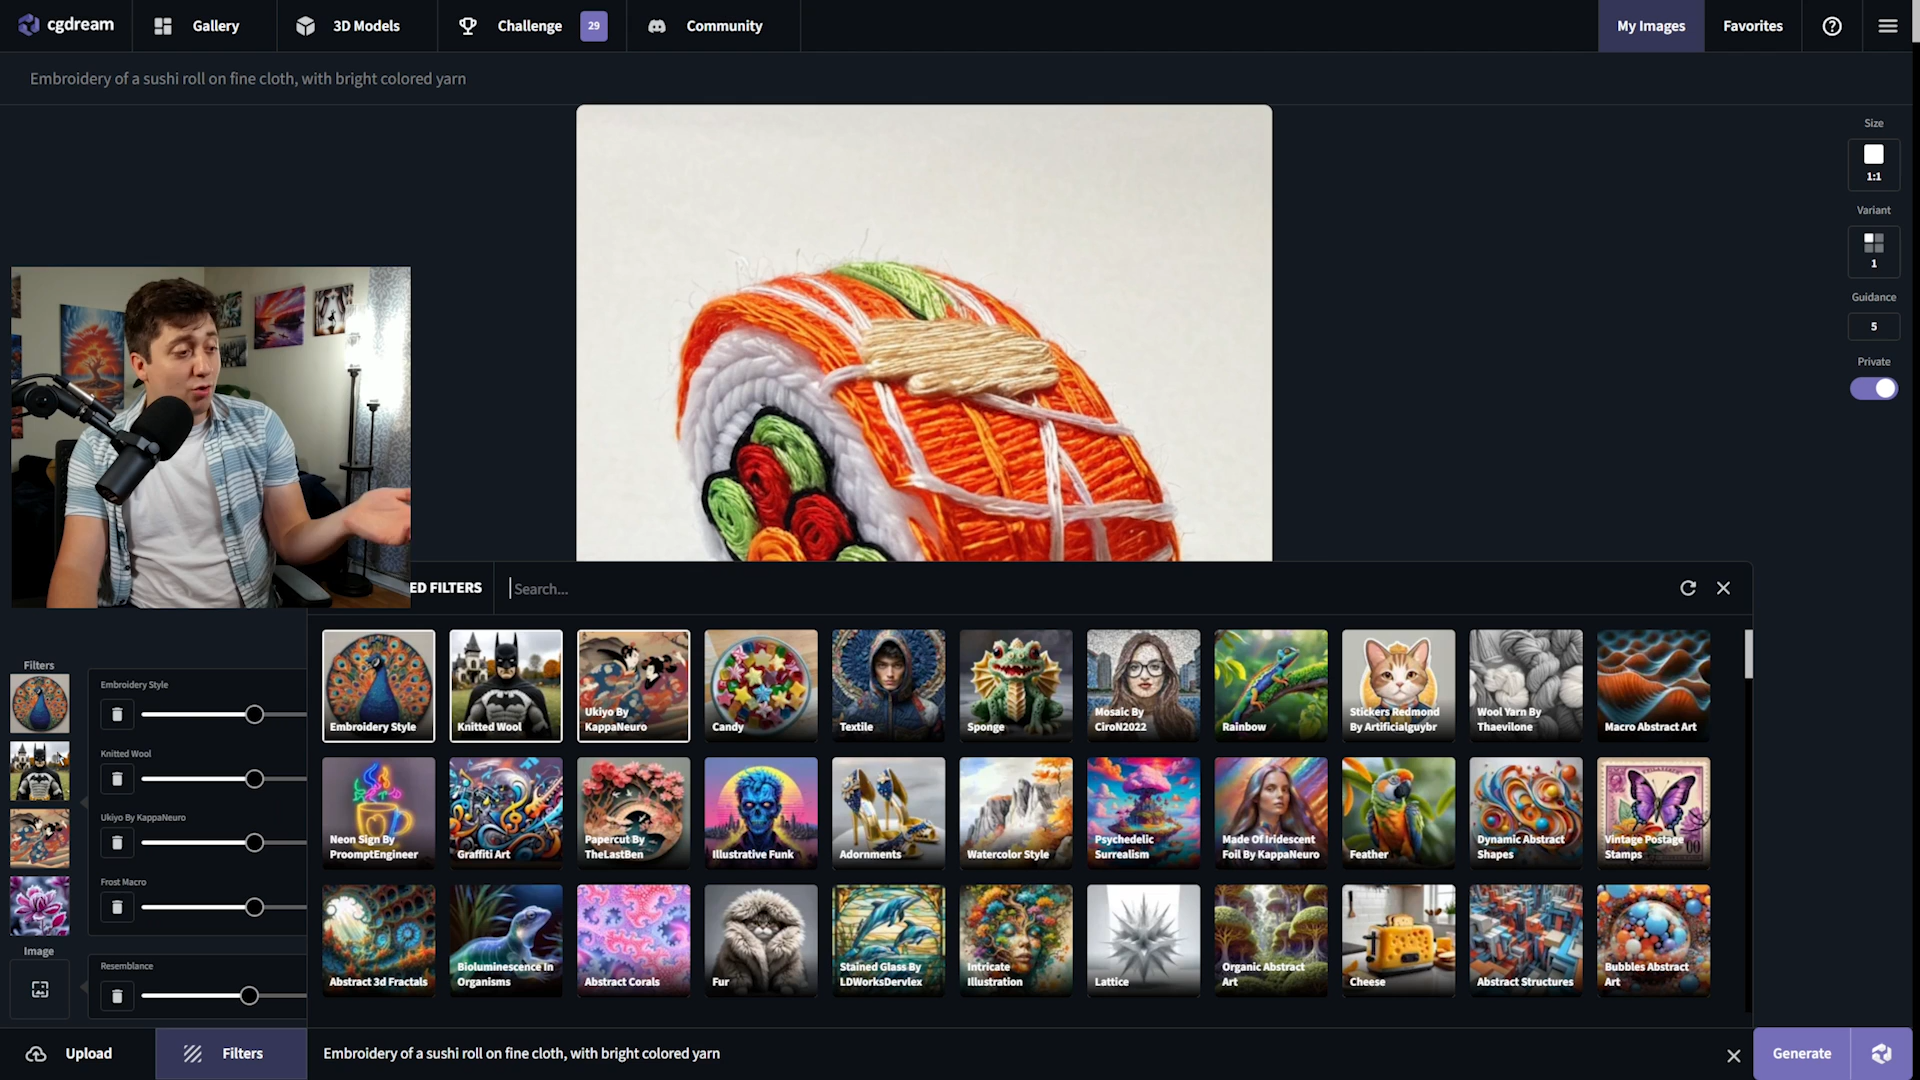 cgdream
Gallery
3D Models
Challenge
29
Community
My Images
Favorites
Embroidery of a sushi roll on fine cloth, with bright colored yarn
Size
1:1
Variant
1
Guidance
5
Private
ED FILTERS
Search...
Filters
Embroidery Style
Knitted Wool
Ukiyo By KappaNeuro
Frost Macro
Image
Resemblance
Embroidery Style
Knitted Wool
Ukiyo By
KappaNeuro
Candy
Textile
Sponge
Mosaic By
CiroN2022
Rainbow
Stickers Redmond
By Artificialguybr
Wool Yarn By
Thaevilone
Macro Abstract Art
Neon Sign By
ProomptEngineer
Graffiti Art
Papercut By
TheLastBen
Illustrative Funk
Adornments
Watercolor Style
Psychedelic
Surrealism
Made Of Iridescent
Foil By KappaNeuro
Feather
Dynamic Abstract
Shapes
Vintage Postage
Stamps
Abstract 3d Fractals
Bioluminescence In
Organisms
Abstract Corals
Fur
Stained Glass By
LDWorksDervlex
Intricate
Illustration
Lattice
Organic Abstract
Art
Cheese
Abstract Structures
Bubbles Abstract
Art
Upload
Filters
Embroidery of a sushi roll on fine cloth, with bright colored yarn
Generate